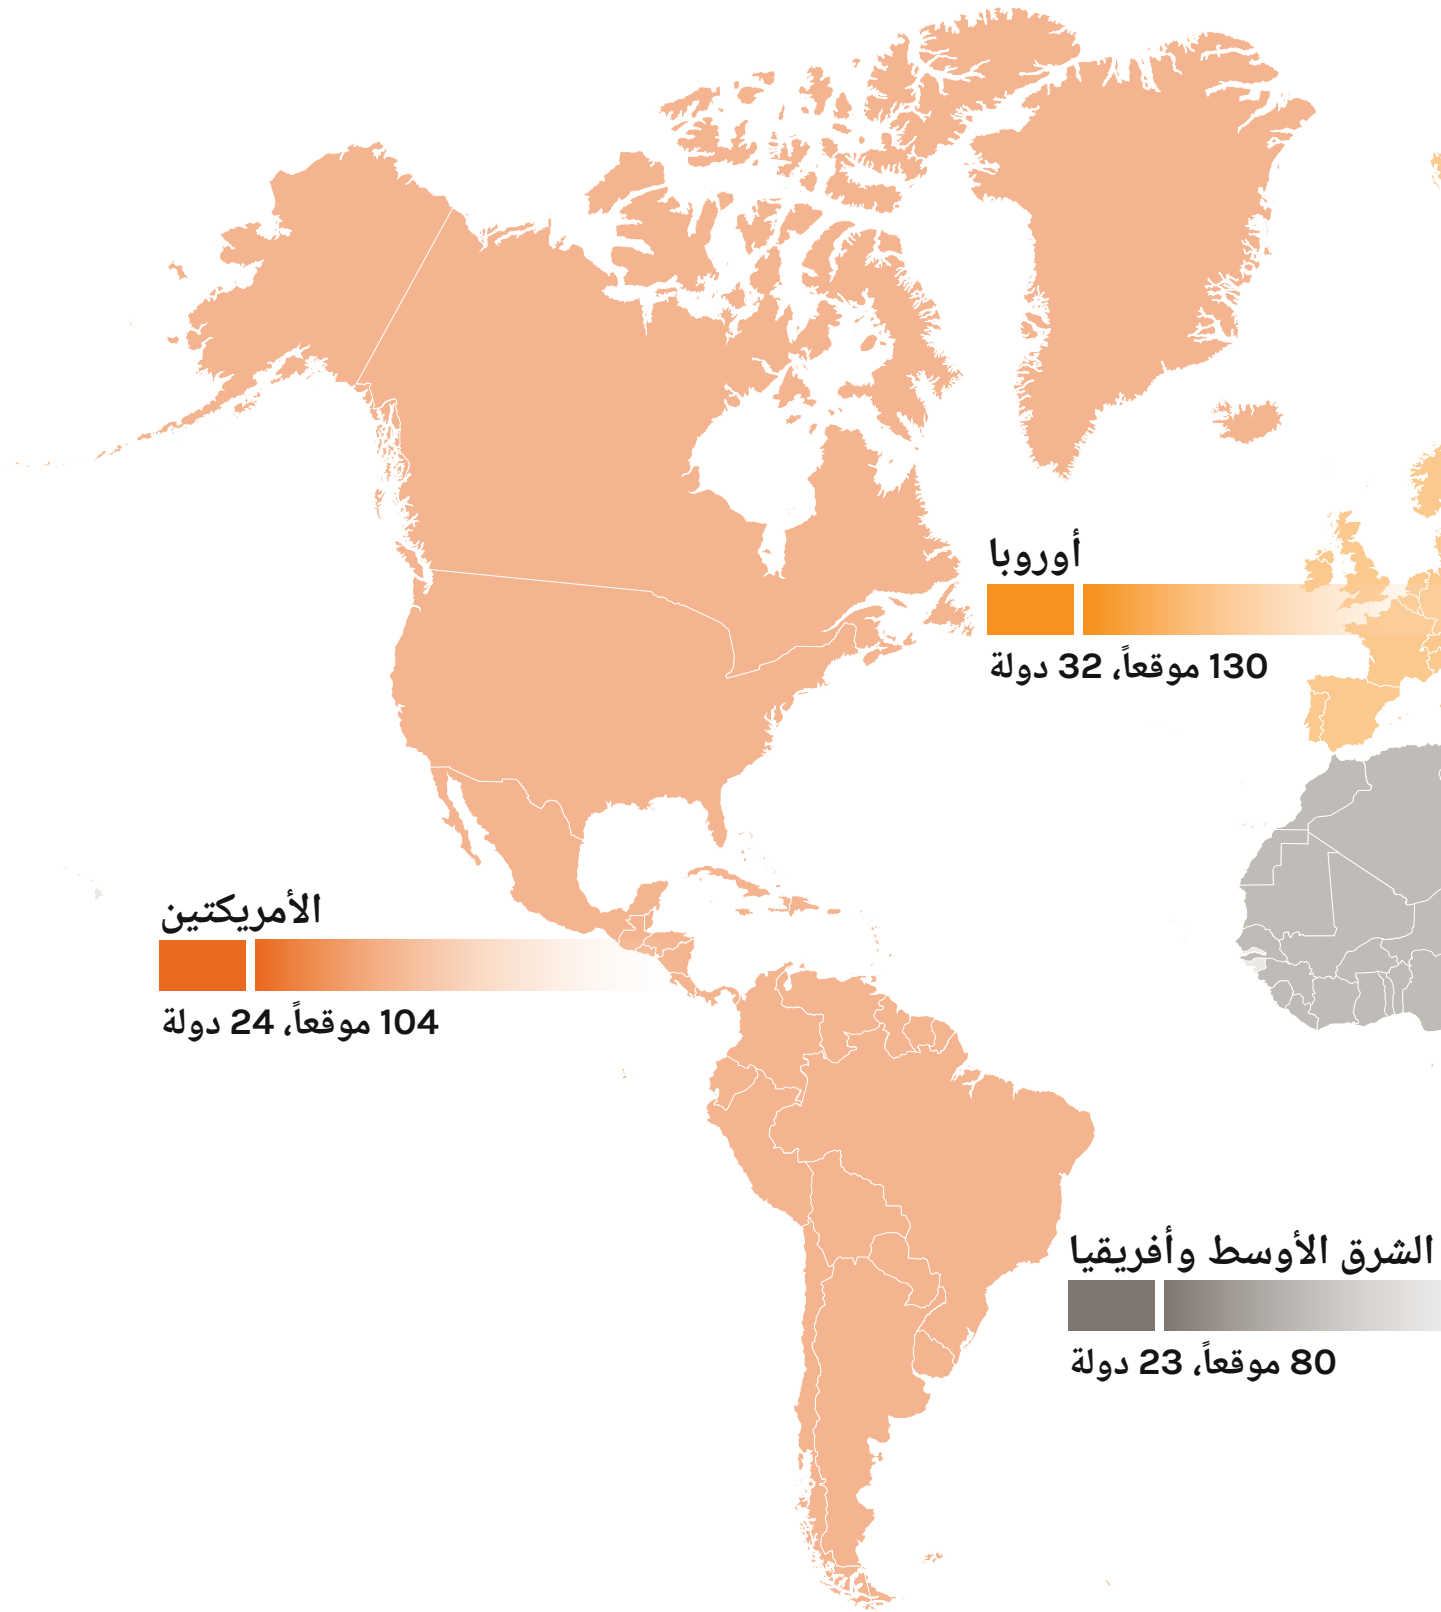 أوروبا
130 موقعاً، 32 دولة
الأمريكتين
104 موقعاً، 24 دولة
الشرق الأوسط وأفريقيا
80 موقعاً، 23 دولة